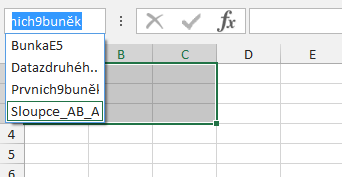 nich9buněk
BunkaE5
Datazdruhéh..
Prvnich9buněk
Sloupce_AB_A
fx
B C D E
4
5
6